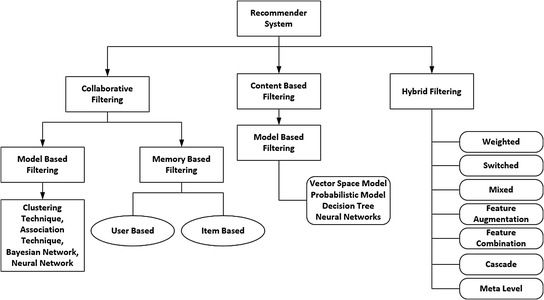 Recommender
System
Collaborative
Filtering
Content Based
Filtering
Hybrid Filtering
Model Based
Filtering
Memory Based
Filtering
Model Based
Filtering
Clustering
Technique,
Association
Technique,
Bayesian Network,
Neural Network
User Based
Item Based
Vector Space Model
Probabilistic Model
Decision Tree
Neural Networks
Weighted
Switched
Mixed
Feature
Augmentation
Feature
Combination
Cascade
Meta Level